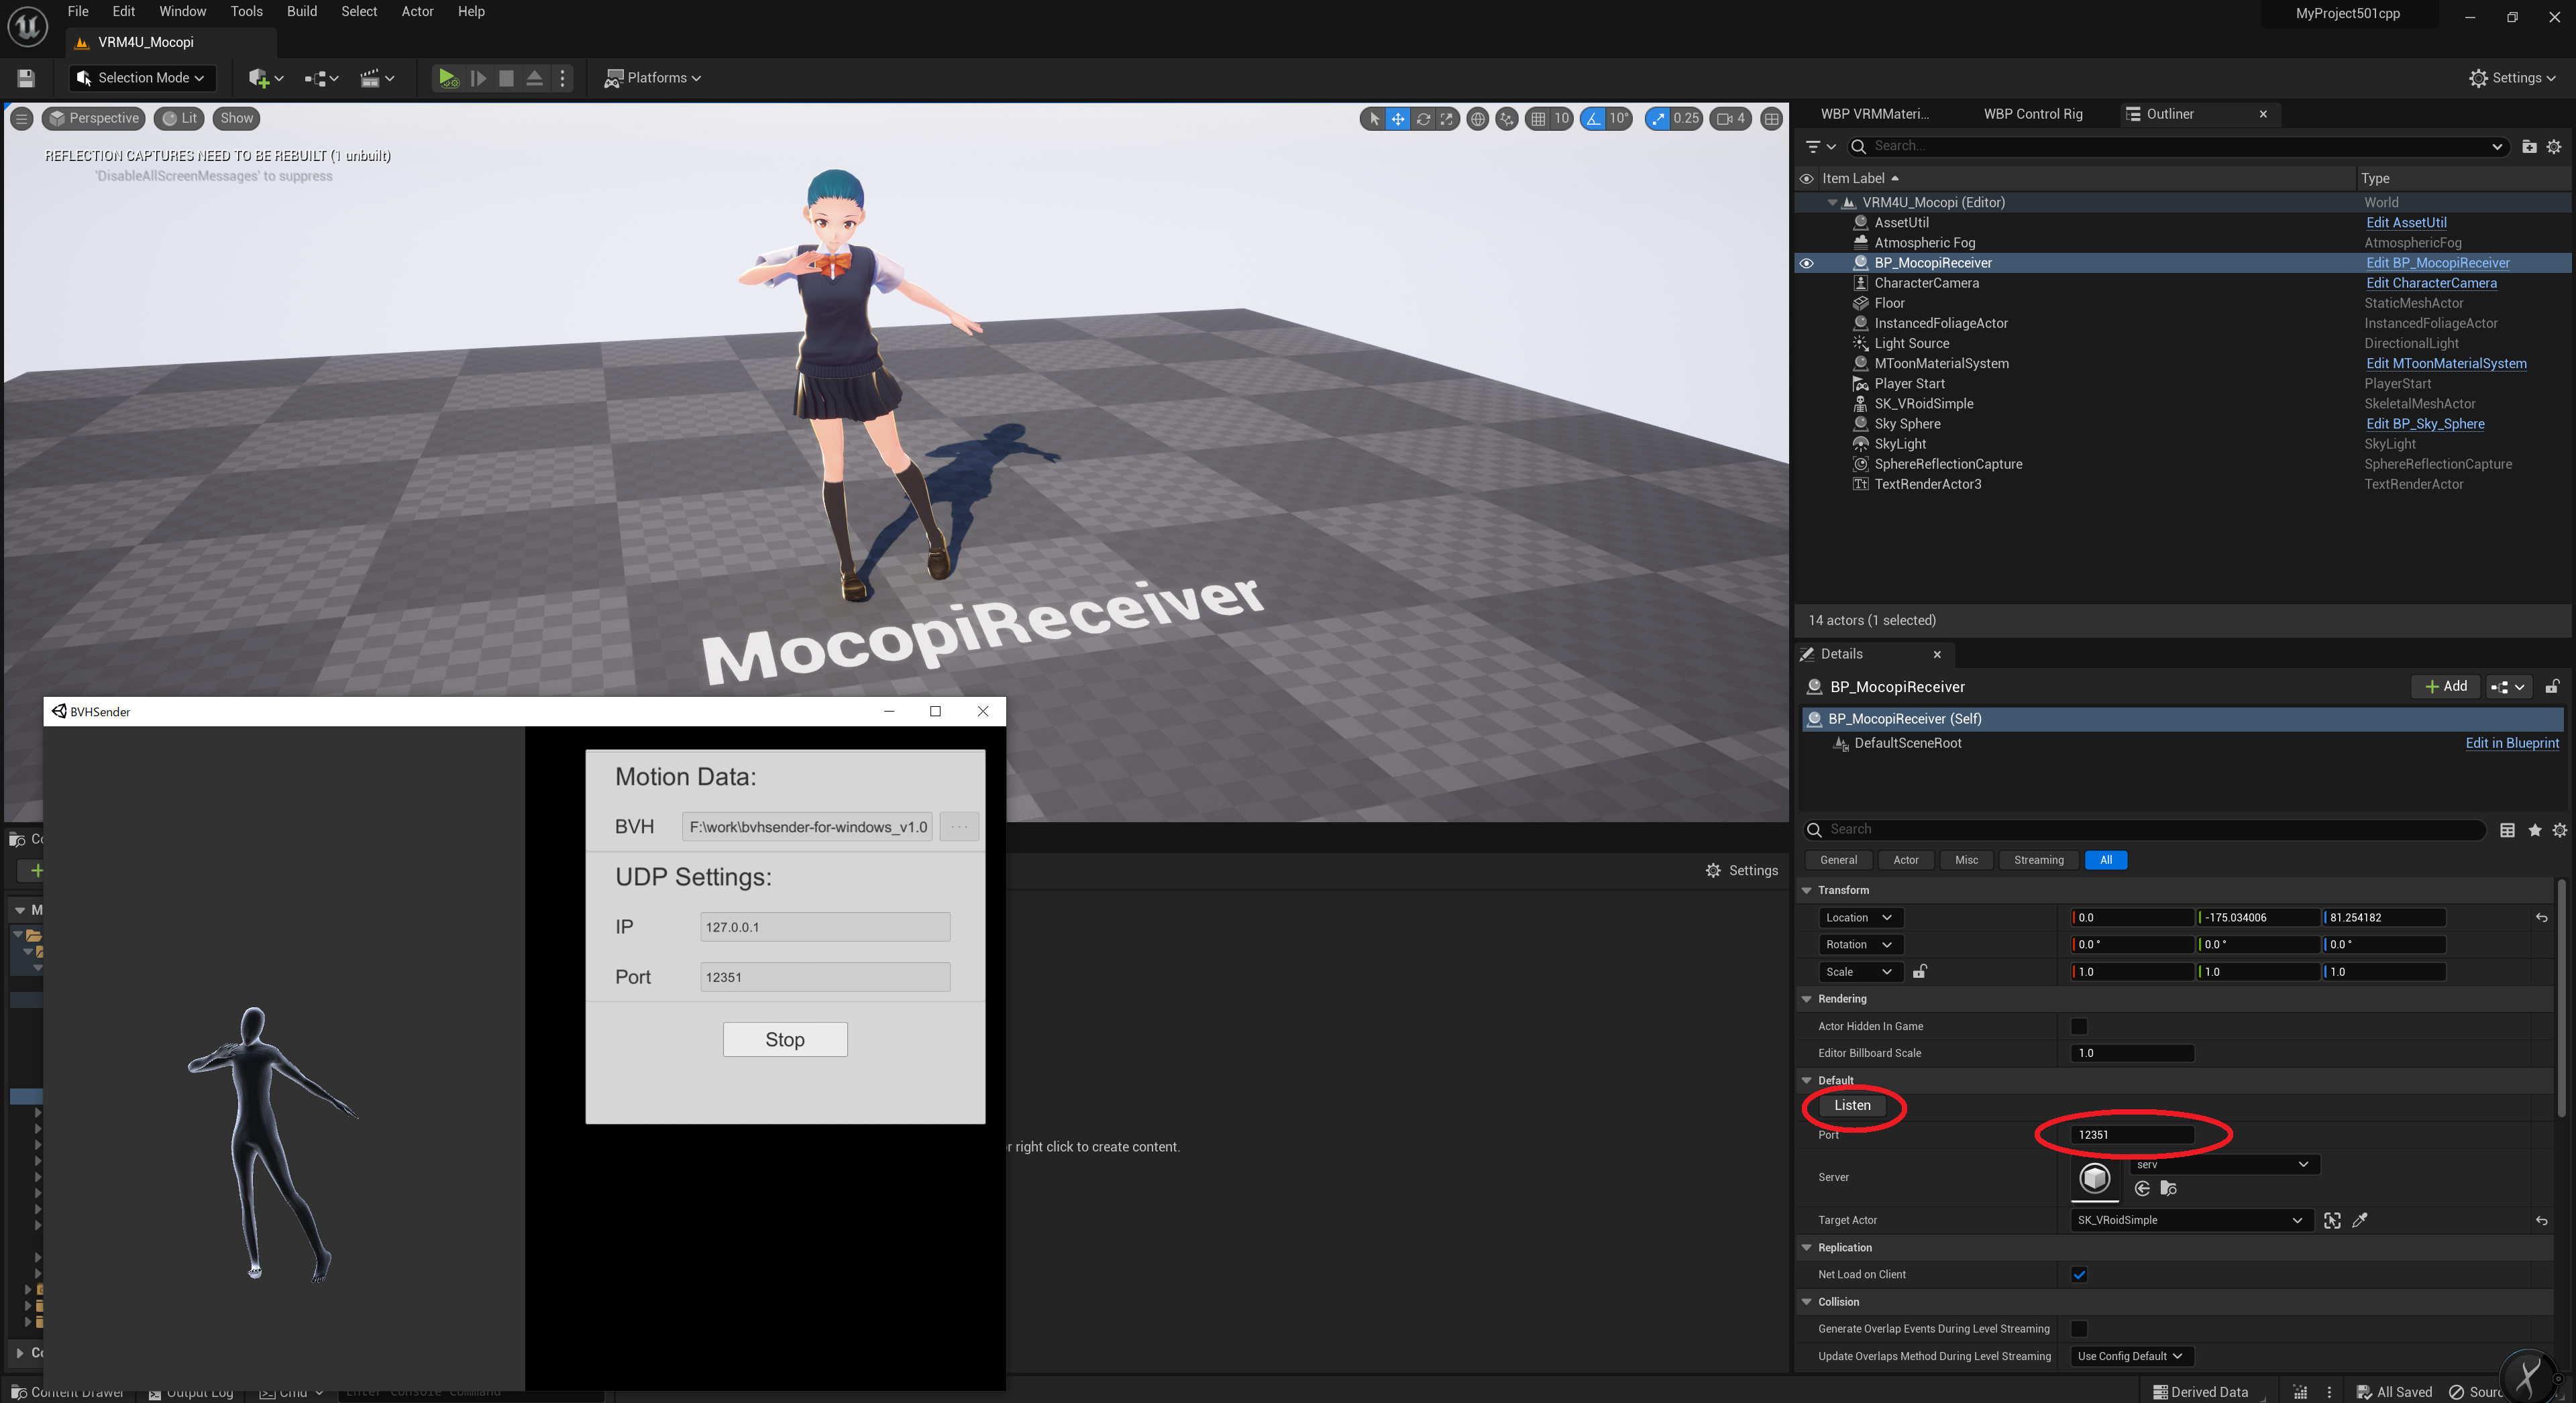 File Edit Window Tools Build Select Actor Help
MyProject501cpp
VRM4U_Mocopi
Selection Mode
Platforms
Settings
Perspective Lit Show
10 10° 0.25 4
REFLECTION CAPTURES NEED TO BE REBUILT (1 unbuilt)
'DisableAllScreenMessages' to suppress
MocopiReceiver
WBP VRMMateri... WBP Control Rig Outliner
Search...
Item Label Type
VRM4U_Mocopi (Editor) World
AssetUtil Edit AssetUtil
Atmospheric Fog AtmosphericFog
BP_MocopiReceiver Edit BP_MocopiReceiver
CharacterCamera Edit CharacterCamera
Floor StaticMeshActor
InstancedFoliageActor InstancedFoliageActor
Light Source DirectionalLight
MToonMaterialSystem Edit MToonMaterialSystem
Player Start PlayerStart
SK_VRoidSimple SkeletalMeshActor
Sky Sphere Edit BP_Sky_Sphere
SkyLight SkyLight
SphereReflectionCapture SphereReflectionCapture
TextRenderActor3 TextRenderActor
14 actors (1 selected)
Details
BP_MocopiReceiver
Add
BP_MocopiReceiver (Self)
DefaultSceneRoot Edit in Blueprint
Search
General Actor Misc Streaming All
Transform
Location 0.0 -175.034006 81.254182
Rotation 0.0 ° 0.0 ° 0.0 °
Scale 1.0 1.0 1.0
Rendering
Actor Hidden In Game
Editor Billboard Scale 1.0
Default
Listen
Port 12351
Server serv
Target Actor SK_VRoidSimple
Replication
Net Load on Client
Collision
Generate Overlap Events During Level Streaming
Update Overlaps Method During Level Streaming Use Config Default
BVHSender
Motion Data:
BVH F:\work\bvhsender-for-windows_v1.0 ...
UDP Settings:
IP 127.0.0.1
Port 12351
Stop
Settings
r right click to create content.
Content Drawer Output Log Cmd Enter Console Command
Derived Data All Saved